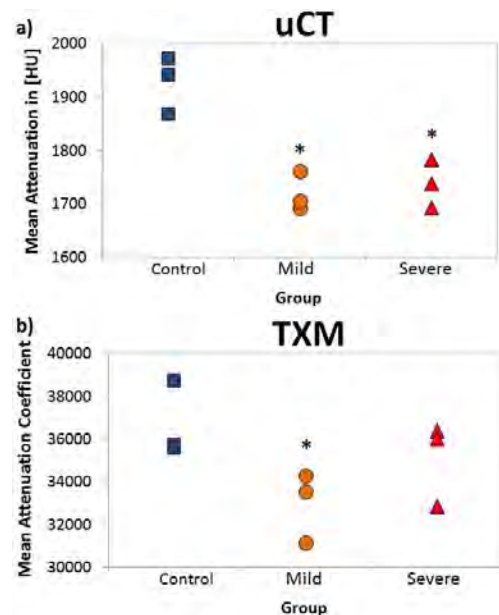 a)
uCT
Mean Attenuation in [HU]
2000
1900
1800
1700
1600
*
*
Control Mild Severe
Group
b)
TXM
Mean Attenuation Coefficient
40000
38000
36000
34000
32000
30000
*
Control Mild Severe
Group